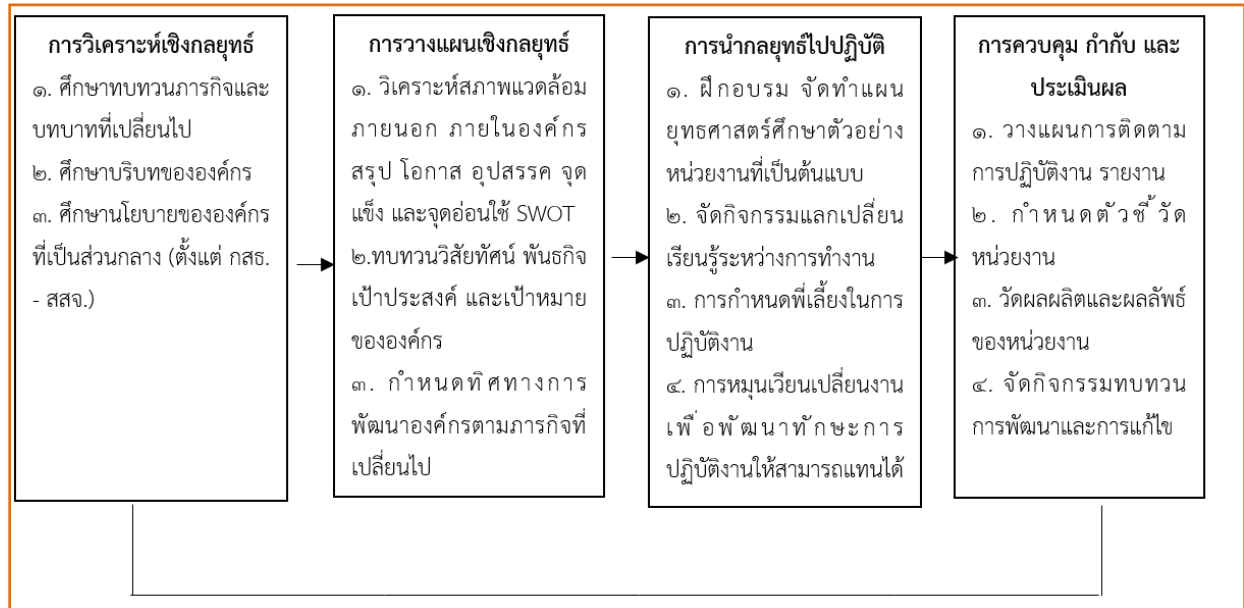 การวิเคราะห์เชิงกลยุทธ์
๑. ศึกษาทบทวนภารกิจและ
บทบาทที่เปลี่ยนไป
๒. ศึกษาบริบทขององค์กร
๓. ศึกษานโยบายขององค์กร
ที่เป็นส่วนกลาง (ตั้งแต่ กสธ.
- สสจ.)
การวางแผนเชิงกลยุทธ์
๑. วิเคราะห์สภาพแวดล้อม
ภายนอก ภายในองค์กร
สรุป โอกาส อุปสรรค จุด
แข็ง และจุดอ่อนใช้ SWOT
๒.ทบทวนวิสัยทัศน์ พันธกิจ
เป้าประสงค์ และเป้าหมาย
ขององค์กร
๓. กำหนดทิศทางการ
พัฒนาองค์กรตามภารกิจที่
เปลี่ยนไป
การนำกลยุทธ์ไปปฏิบัติ
๑. ฝึกอบรม จัดทำแผน
ยุทธศาสตร์ศึกษาตัวอย่าง
หน่วยงานที่เป็นต้นแบบ
๒. จัดกิจกรรมแลกเปลี่ยน
เรียนรู้ระหว่างการทำงาน
๓. การกำหนดพี่เลี้ยงในการ
ปฏิบัติงาน
๔. การหมุนเวียนเปลี่ยนงาน
เพื่อพัฒนาทักษะการ
ปฏิบัติงานให้สามารถแทนได้
การควบคุม กำกับ และ
ประเมินผล
๑. วางแผนการติดตาม
การปฏิบัติงาน รายงาน
๒. กำหนดตัวชี้วัด
หน่วยงาน
๓. วัดผลผลิตและผลลัพธ์
ของหน่วยงาน
๔. จัดกิจกรรมทบทวน
การพัฒนาและการแก้ไข